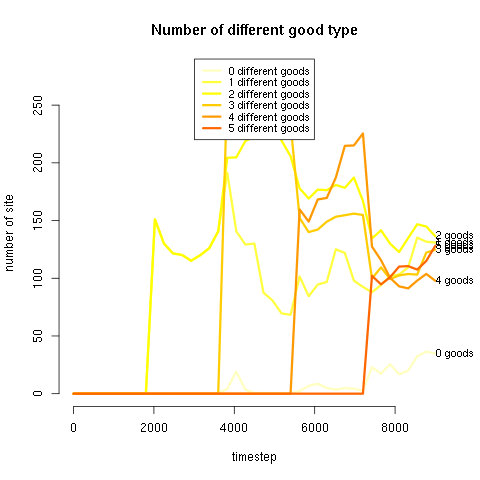 Number of different good type
0 different goods
1 different goods
2 different goods
3 different goods
4 different goods
5 different goods
number of site
250
200
150
100
50
0
2 goods
3 goods
4 goods
0 goods
0
2000
4000
6000
8000
timestep